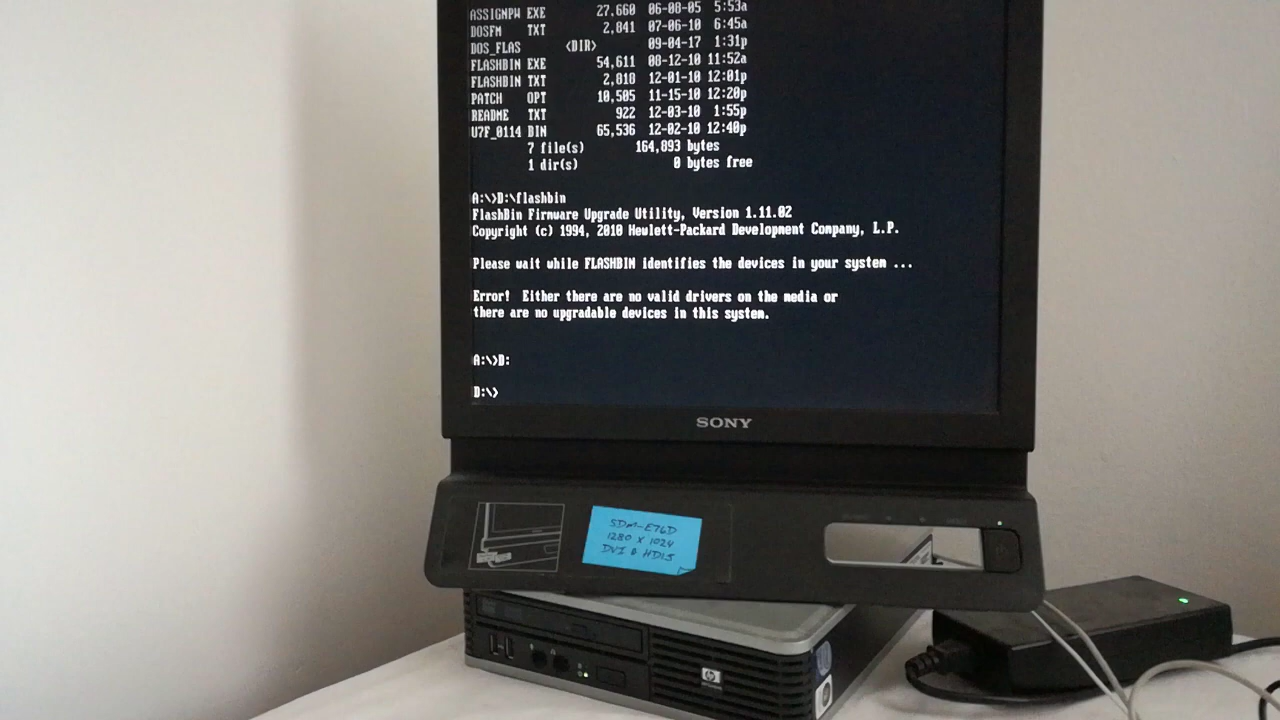 ASSIGNPW EXE 27,660 06-08-05 5:53a
DOSFM TXT 2,841 07-06-10 6:45a
DOS_FLAS <DIR> 09-04-17 1:31p
FLASHBIN EXE 54,611 08-12-10 11:52a
FLASHBIN TXT 2,818 12-01-10 12:01p
PATCH OPT 10,505 11-15-10 12:20p
README TXT 922 12-03-10 1:55p
U7F_0114 BIN 65,536 12-02-10 12:40p
7 file(s) 164,893 bytes
1 dir(s) 0 bytes free
A:\>D:\flashbin
FlashBin Firmware Upgrade Utility, Version 1.11.02
Copyright (c) 1994, 2010 Hewlett-Packard Development Company, L.P.
Please wait while FLASHBIN identifies the devices in your system ...
Error! Either there are no valid drivers on the media or
there are no upgradable devices in this system.
A:\>D:
D:\>
SONY
SDM-E76D
1280 x 1024
DVI & HD15
hp